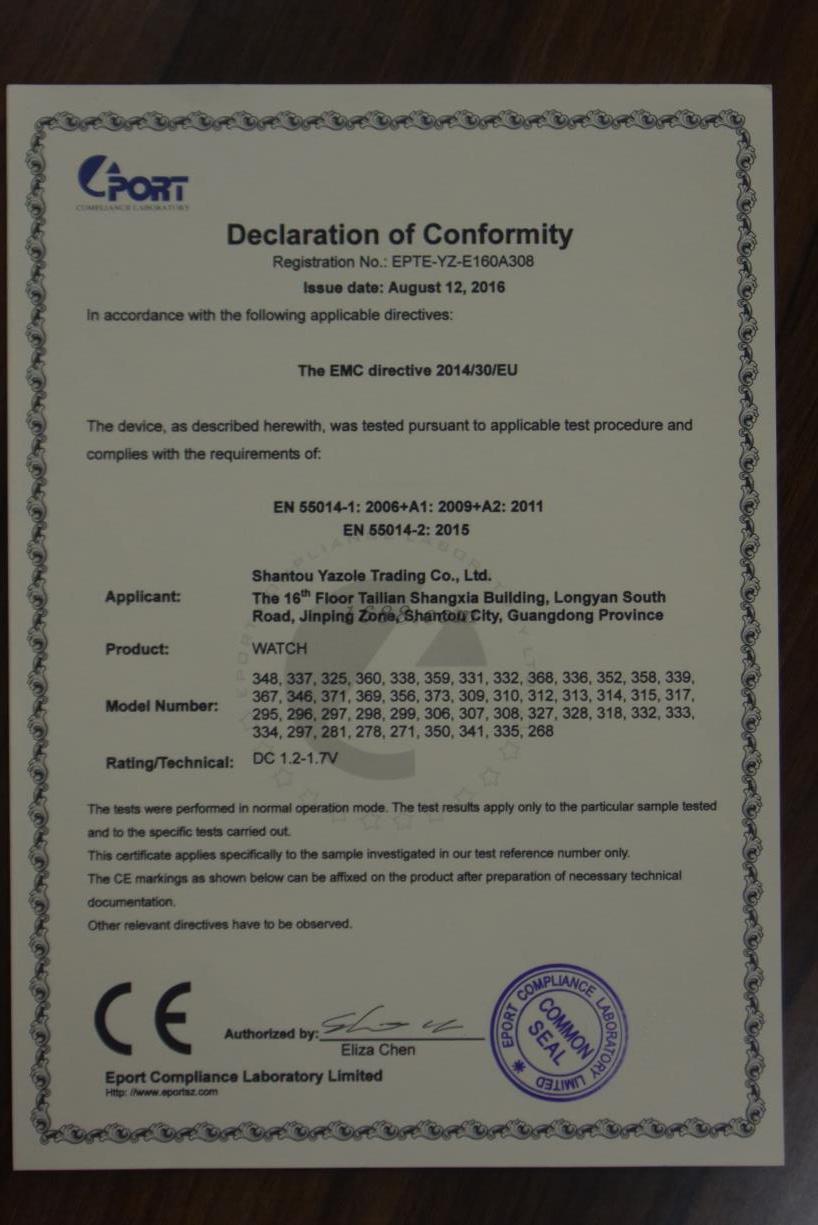 PORT
COMPLIANCE LABORATORY
Declaration of Conformity
Registration No.: EPTE-YZ-E160A308
Issue date: August 12, 2016
In accordance with the following applicable directives:
The EMC directive 2014/30/EU
The device, as described herewith, was tested pursuant to applicable test procedure and
complies with the requirements of:
EN 55014-1: 2006+A1: 2009+A2: 2011
EN 55014-2: 2015
Applicant:
Shantou Yazole Trading Co., Ltd.
The 16th Floor Tailian Shangxia Building, Longyan South
Road, Jinping Zone, Shantou City, Guangdong Province
Product: WATCH
Model Number:
348, 337, 325, 360, 338, 359, 331, 332, 368, 336, 352, 358, 339,
367, 346, 371, 369, 356, 373, 309, 310, 312, 313, 314, 315, 317,
295, 296, 297, 298, 299, 306, 307, 308, 327, 328, 318, 332, 333,
334, 297, 281, 278, 271, 350, 341, 335, 268
Rating/Technical: DC 1.2-1.7V
The tests were performed in normal operation mode. The test results apply only to the particular sample tested
and to the specific tests carried out.
This certificate applies specifically to the sample investigated in our test reference number only.
The CE markings as shown below can be affixed on the product after preparation of necessary technical
documentation.
Other relevant directives have to be observed.
CE
Authorized by:
Eliza Chen
Eport Compliance Laboratory Limited
Http: //www.eportsz.com
EPORT COMPLIANCE LABORATORY LIMITED
COMMON
SEAL